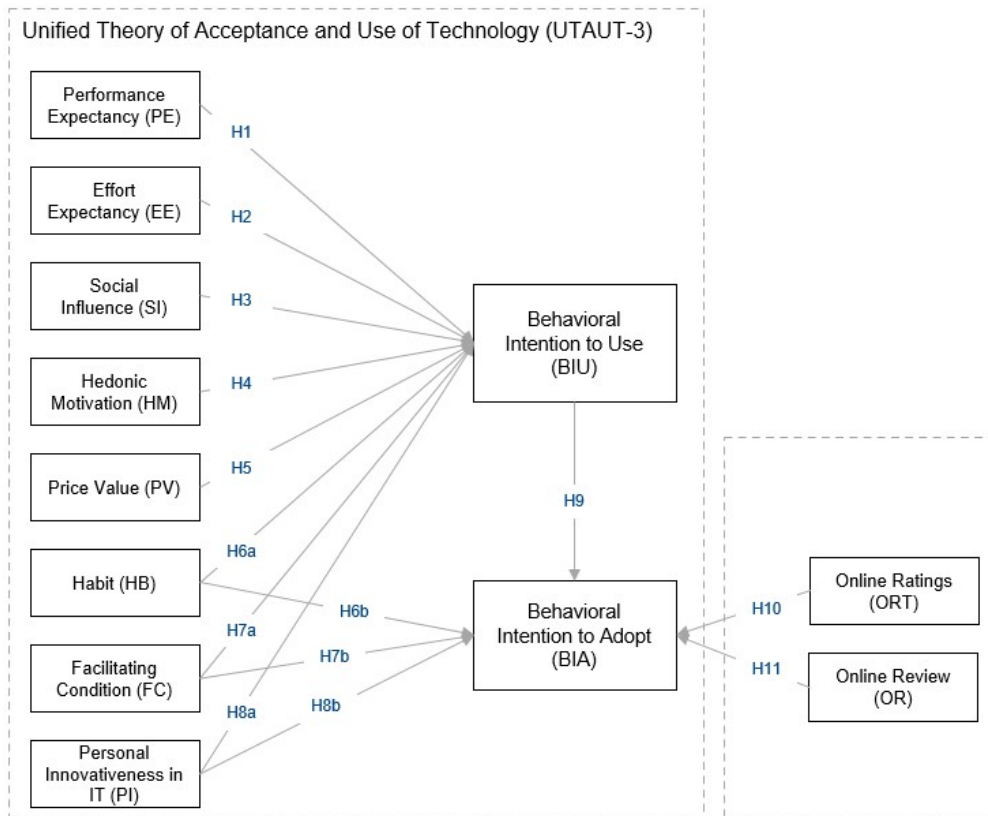 Unified Theory of Acceptance and Use of Technology (UTAUT-3)
Performance
Expectancy (PE)
H1
Effort
Expectancy (EE)
H2
Social
Influence (SI)
H3
Behavioral
Intention to Use
(BIU)
Hedonic
Motivation (HM)
H4
Price Value (PV)
H5
H9
Habit (HB)
H6a
H6b
Behavioral
Intention to Adopt
(BIA)
Online Ratings
(ORT)
H10
Facilitating
Condition (FC)
H7a
H7b
Online Review
(OR)
H11
Personal
Innovativeness in
IT (PI)
H8a
H8b